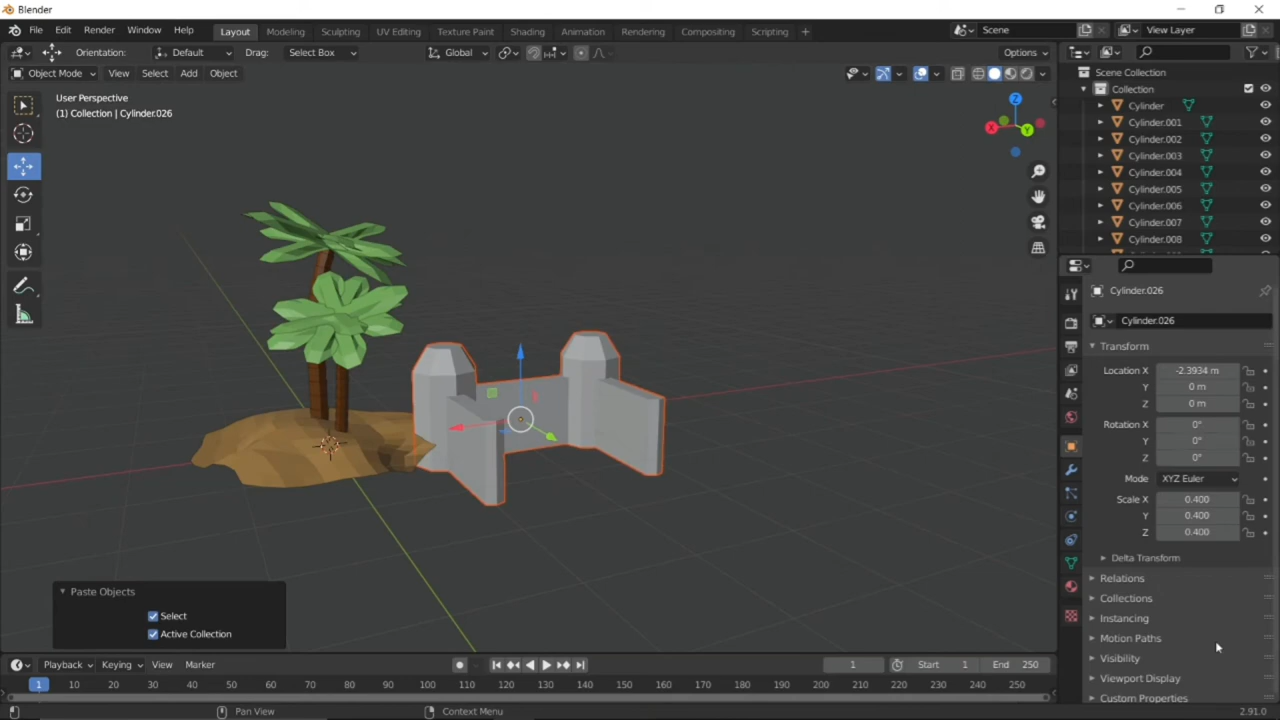 Blender
File Edit Render Window Help Layout Modeling Sculpting UV Editing Texture Paint Shading Animation Rendering Compositing Scripting + Scene View Layer
Orientation: Default Drag: Select Box Global Options
Object Mode View Select Add Object
User Perspective
(1) Collection | Cylinder.026
Z
X
Y
Scene Collection
Collection
Cylinder
Cylinder.001
Cylinder.002
Cylinder.003
Cylinder.004
Cylinder.005
Cylinder.006
Cylinder.007
Cylinder.008
Cylinder.026
Cylinder.026
Transform
Location X -2.3934 m
Y 0 m
Z 0 m
Rotation X 0°
Y 0°
Z 0°
Mode XYZ Euler
Scale X 0.400
Y 0.400
Z 0.400
Delta Transform
Relations
Collections
Instancing
Motion Paths
Visibility
Viewport Display
Custom Properties
Paste Objects
Select
Active Collection
Playback Keying View Marker 1 Start 1 End 250
1 10 20 30 40 50 60 70 80 90 100 110 120 130 140 150 160 170 180 190 200 210 220 230 240 250
Pan View Context Menu 2.91.0